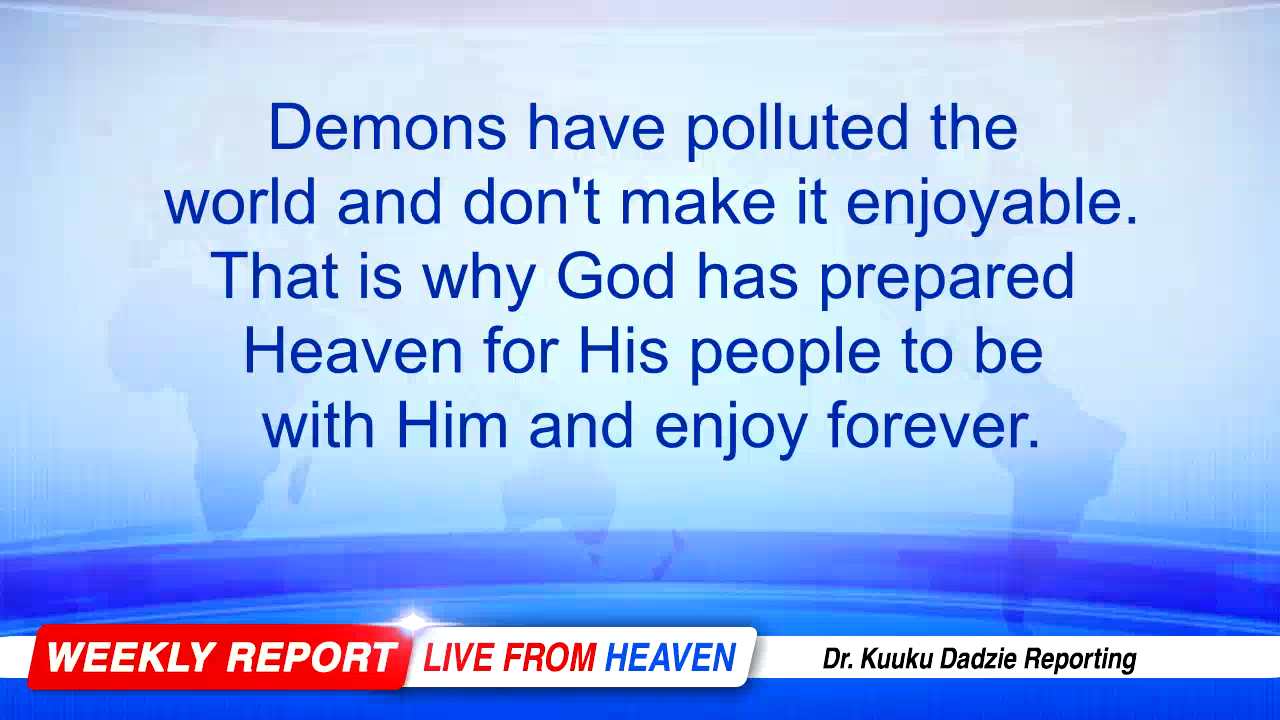 Demons have polluted the
world and don't make it enjoyable.
That is why God has prepared
Heaven for His people to be
with Him and enjoy forever.
WEEKLY REPORT LIVE FROM HEAVEN Dr. Kuuku Dadzie Reporting